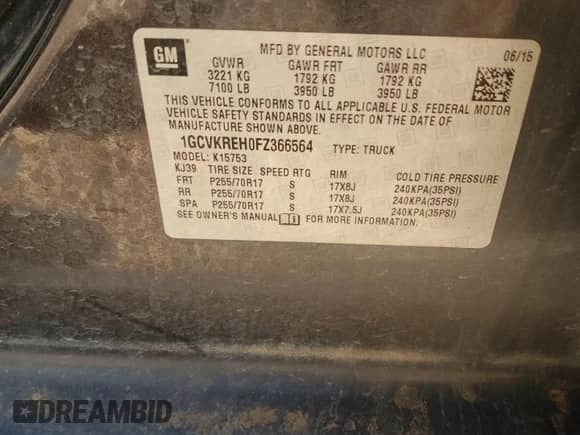 GM
MFD BY GENERAL MOTORS LLC 06/15
GVWR GAWR FRT GAWR RR
3221 KG 1792 KG 1792 KG
7100 LB 3950 LB 3950 LB
THIS VEHICLE CONFORMS TO ALL APPLICABLE U.S. FEDERAL MOTOR
VEHICLE SAFETY STANDARDS IN EFFECT ON THE DATE OF
MANUFACTURE SHOWN ABOVE.
1GCVKREH0FZ366564 TYPE: TRUCK
MODEL: K15753
KJ39 TIRE SIZE SPEED RTG RIM COLD TIRE PRESSURE
FRT P255/70R17 S 17X8J 240KPA(35PSI)
RR P255/70R17 S 17X8J 240KPA(35PSI)
SPA P255/70R17 S 17X7.5J 240KPA(35PSI)
SEE OWNER'S MANUAL FOR MORE INFORMATION.
DREAMBID